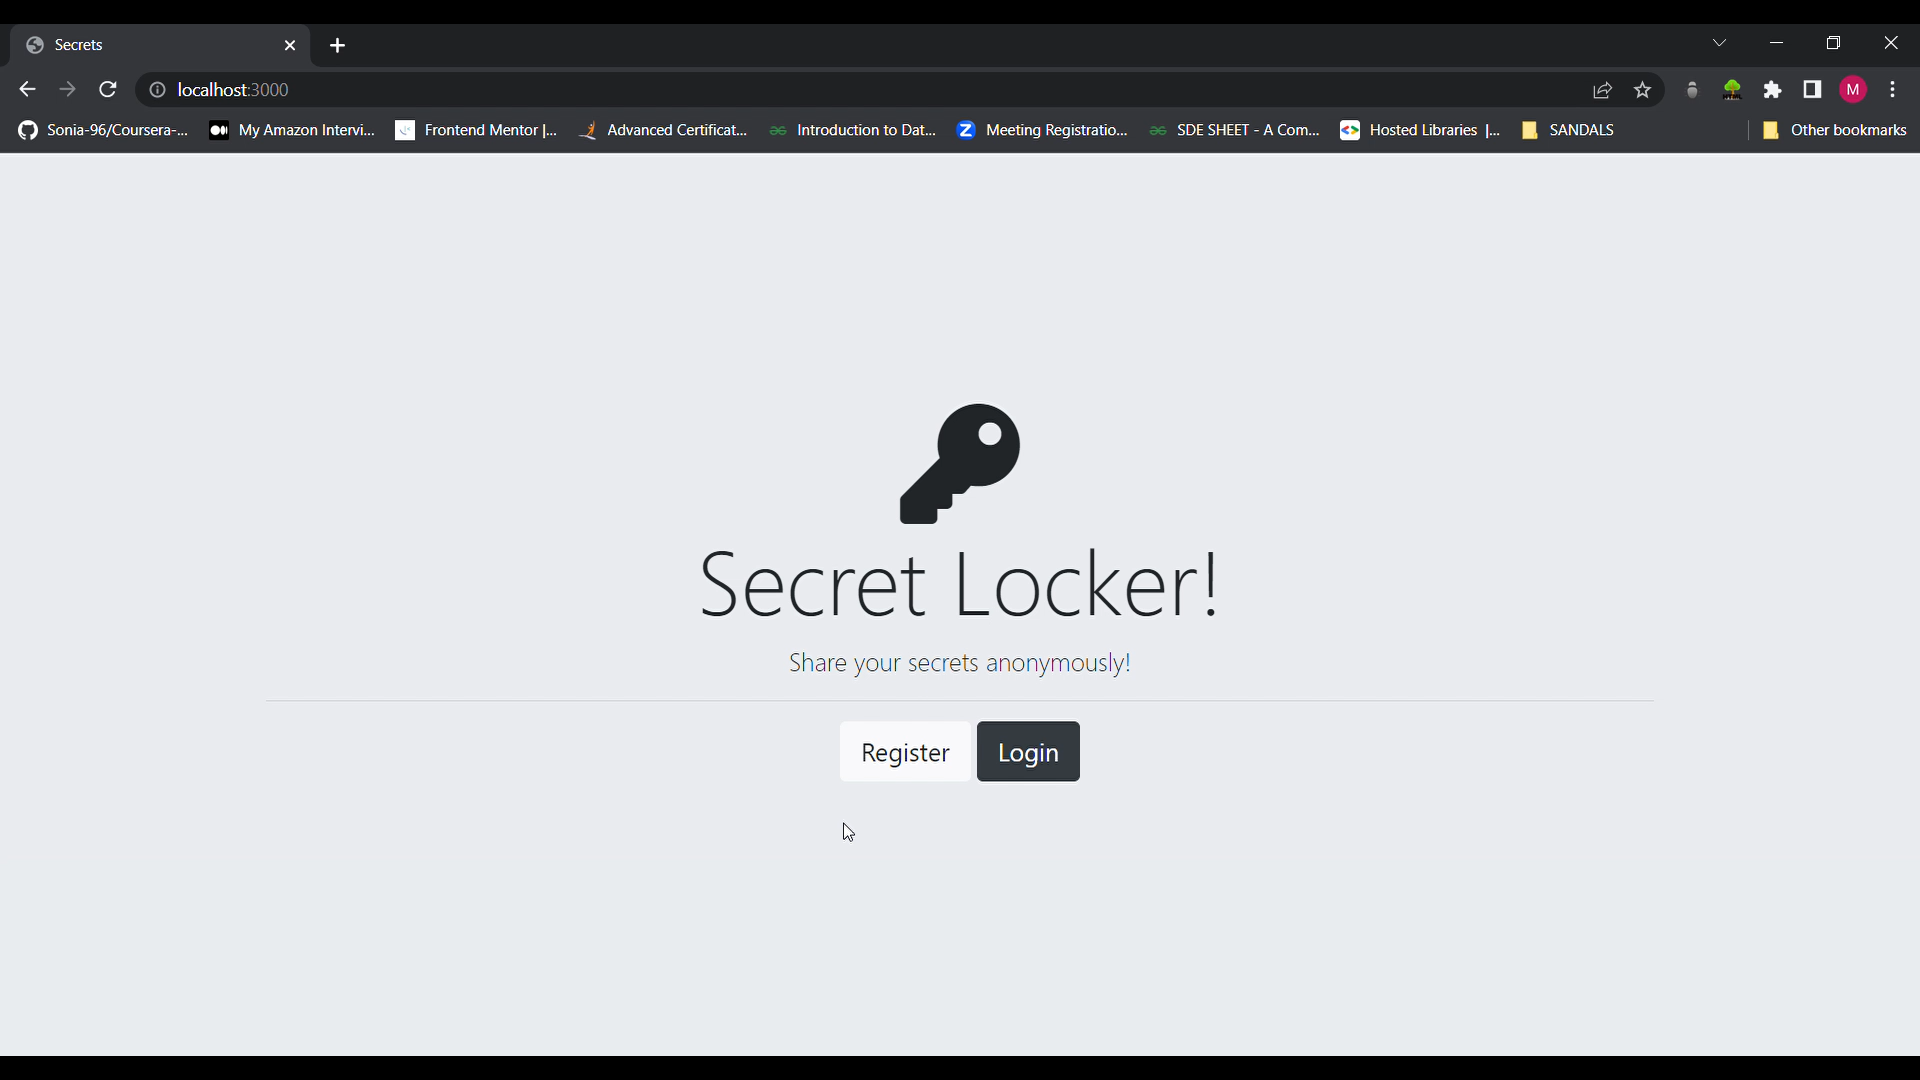 Secrets
localhost:3000
M
Sonia-96/Coursera-...
My Amazon Intervi...
Frontend Mentor |...
Advanced Certificat...
Introduction to Dat...
Meeting Registratio...
SDE SHEET - A Com...
Hosted Libraries |...
SANDALS
Other bookmarks
Secret Locker!
Share your secrets anonymously!
Register
Login